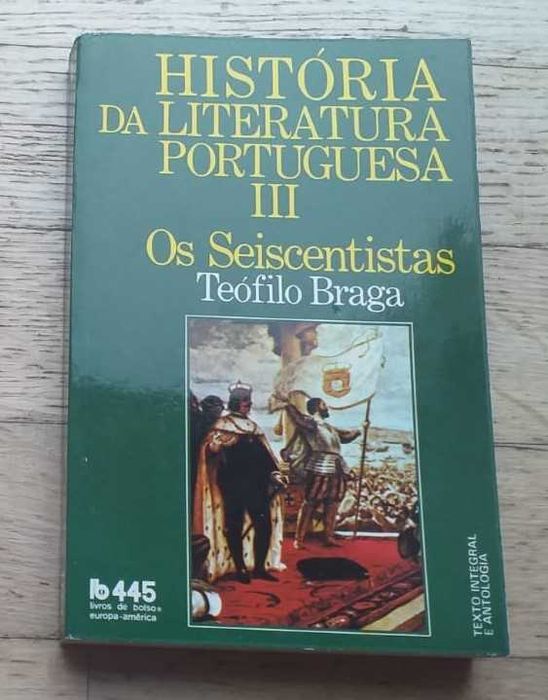 HISTÓRIA
DA LITERATURA
PORTUGUESA
III
Os Seiscentistas
Teófilo Braga
lb 445
livros de bolso
europa-américa
TEXTO INTEGRAL
E ANTOLOGIA